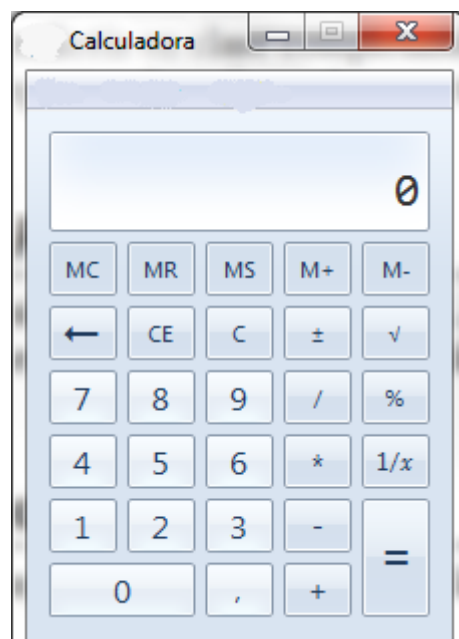 Calculadora
0
MC MR MS M+ M-
← CE C ± √
7 8 9 / %
4 5 6 * 1/x
1 2 3 - =
0 , +